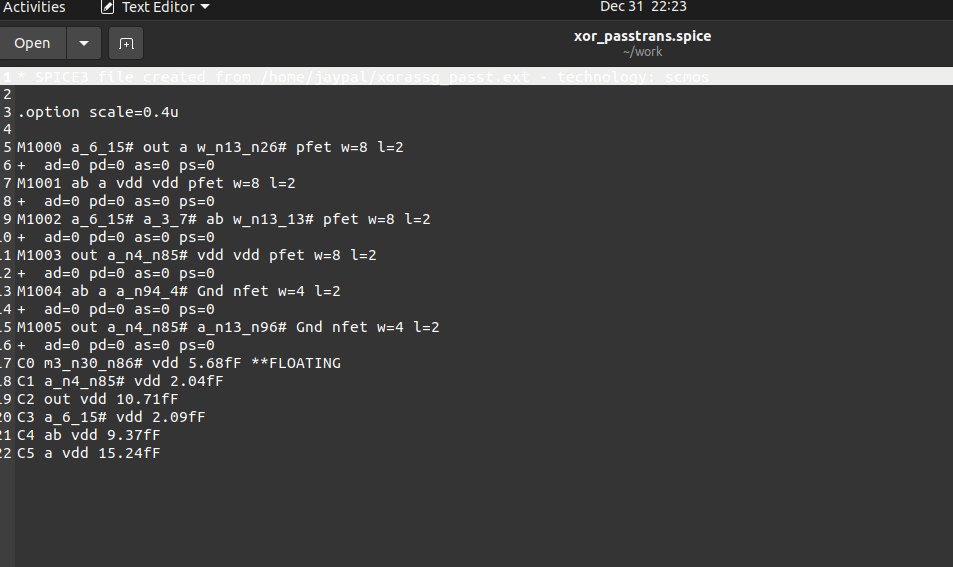 Activities Text Editor Dec 31 22:23
Open xor_passtrans.spice
~/work
1 * SPICE3 file created from /home/jaypal/xorassg_passt.ext - technology: scmos
2
3 .option scale=0.4u
4
5 M1000 a_6_15# out a w_n13_n26# pfet w=8 l=2
6 +  ad=0 pd=0 as=0 ps=0
7 M1001 ab a vdd vdd pfet w=8 l=2
8 +  ad=0 pd=0 as=0 ps=0
9 M1002 a_6_15# a_3_7# ab w_n13_13# pfet w=8 l=2
10 +  ad=0 pd=0 as=0 ps=0
11 M1003 out a_n4_n85# vdd vdd pfet w=8 l=2
12 +  ad=0 pd=0 as=0 ps=0
13 M1004 ab a a_n94_4# Gnd nfet w=4 l=2
14 +  ad=0 pd=0 as=0 ps=0
15 M1005 out a_n4_n85# a_n13_n96# Gnd nfet w=4 l=2
16 +  ad=0 pd=0 as=0 ps=0
17 C0 m3_n30_n86# vdd 5.68fF **FLOATING
18 C1 a_n4_n85# vdd 2.04fF
19 C2 out vdd 10.71fF
20 C3 a_6_15# vdd 2.09fF
21 C4 ab vdd 9.37fF
22 C5 a vdd 15.24fF